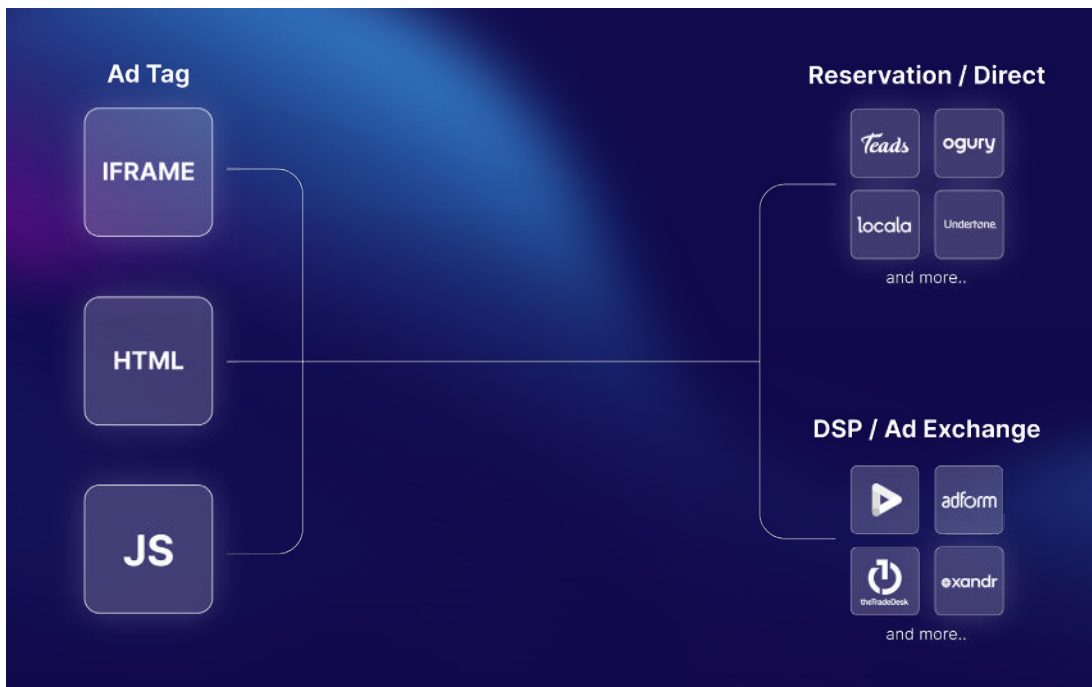 Ad Tag
IFRAME
HTML
JS
Reservation / Direct
Teads
ogury
locala
Undertone
and more..
DSP / Ad Exchange
adform
theTradeDesk
xandr
and more..